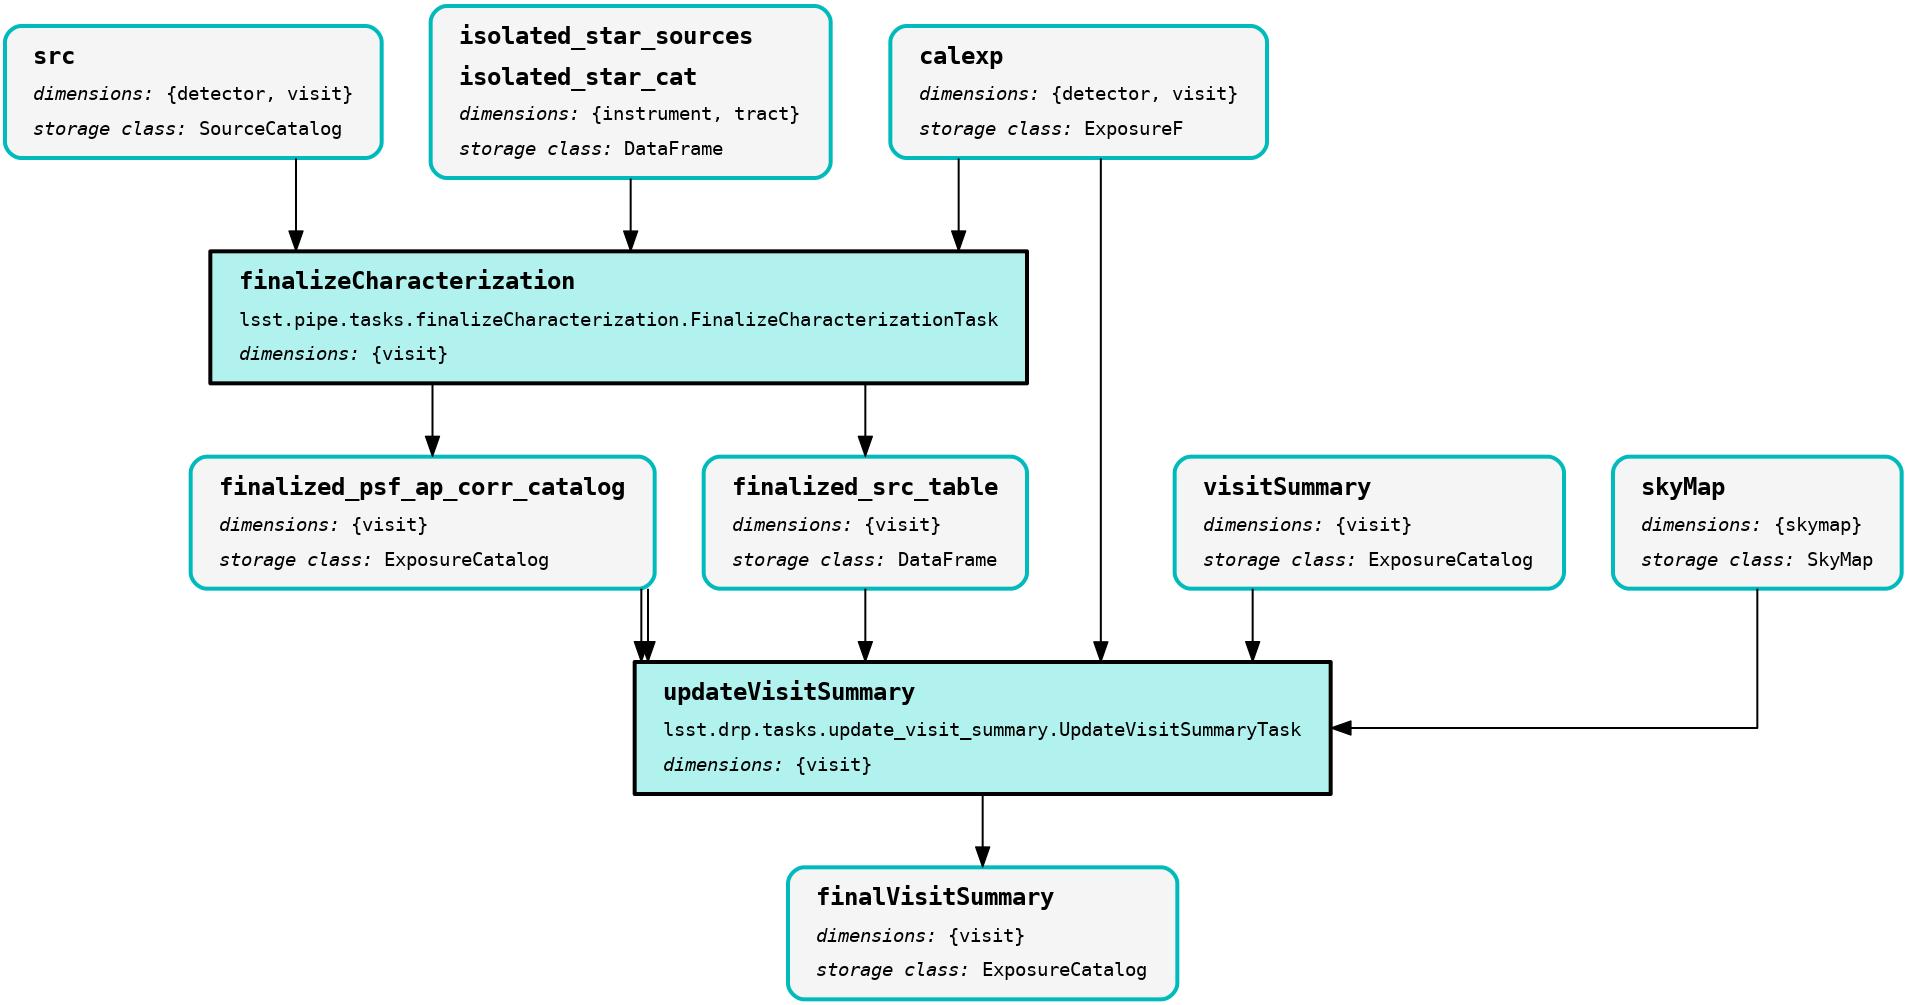 src
dimensions: {detector, visit}
storage class: SourceCatalog
isolated_star_sources
isolated_star_cat
dimensions: {instrument, tract}
storage class: DataFrame
calexp
dimensions: {detector, visit}
storage class: ExposureF
finalizeCharacterization
lsst.pipe.tasks.finalizeCharacterization.FinalizeCharacterizationTask
dimensions: {visit}
finalized_psf_ap_corr_catalog
dimensions: {visit}
storage class: ExposureCatalog
finalized_src_table
dimensions: {visit}
storage class: DataFrame
visitSummary
dimensions: {visit}
storage class: ExposureCatalog
skyMap
dimensions: {skymap}
storage class: SkyMap
updateVisitSummary
lsst.drp.tasks.update_visit_summary.UpdateVisitSummaryTask
dimensions: {visit}
finalVisitSummary
dimensions: {visit}
storage class: ExposureCatalog